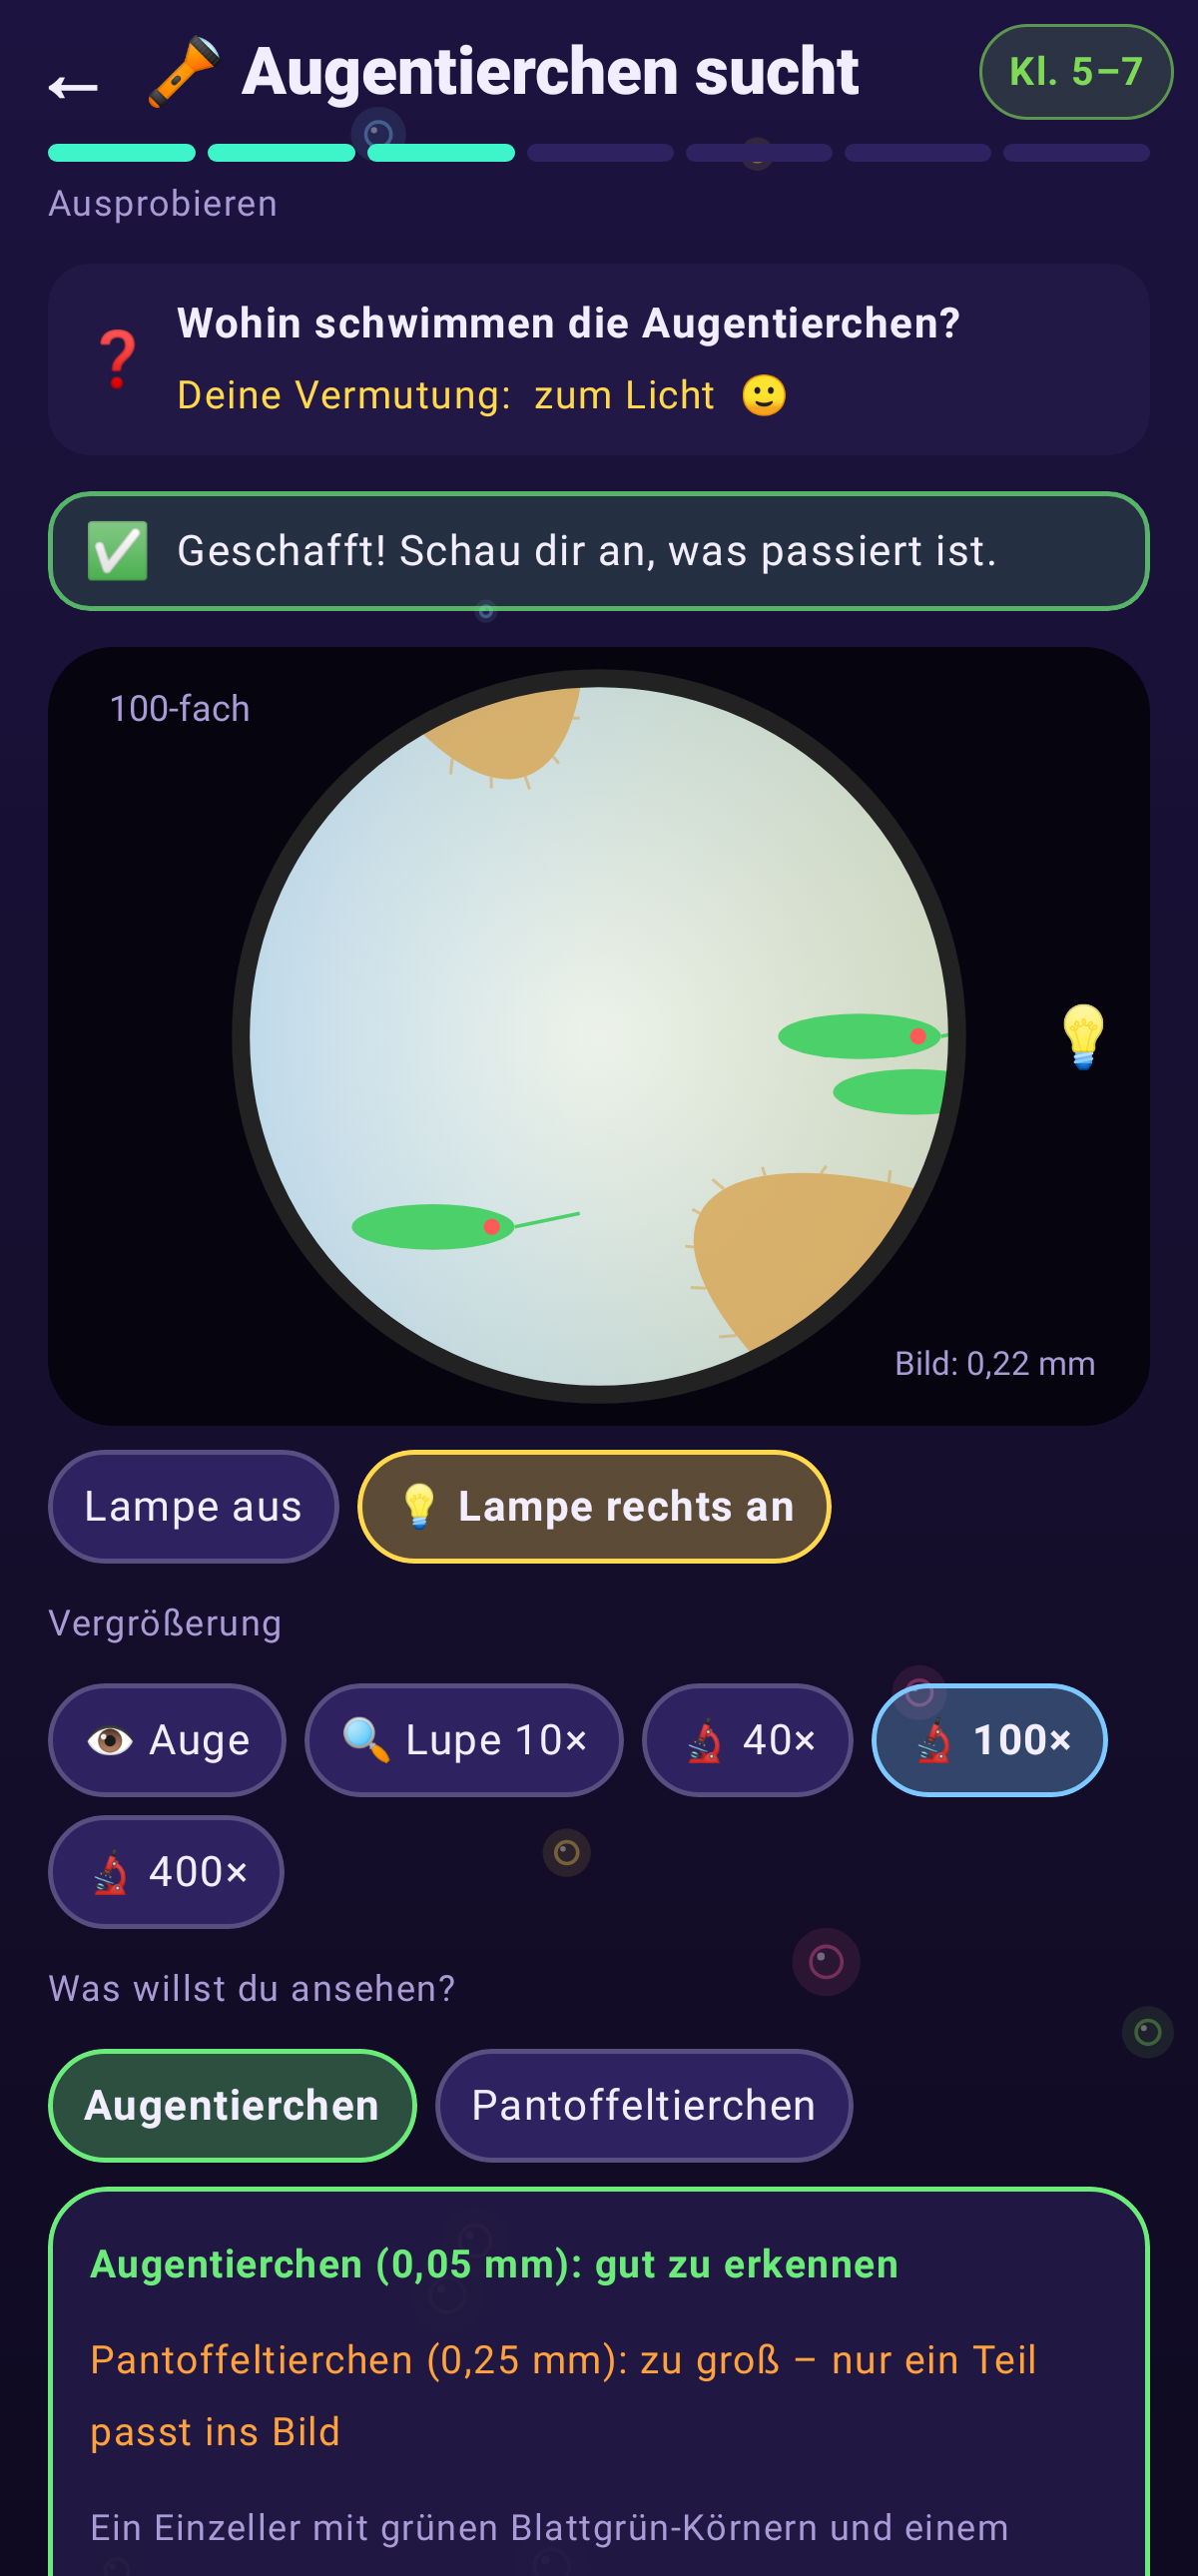 Augentierchen sucht
Kl. 5–7
Ausprobieren
Wohin schwimmen die Augentierchen?
Deine Vermutung: zum Licht
Geschafft! Schau dir an, was passiert ist.
100-fach
Bild: 0,22 mm
Lampe aus
Lampe rechts an
Vergrößerung
Auge
Lupe 10×
40×
100×
400×
Was willst du ansehen?
Augentierchen
Pantoffeltierchen
Augentierchen (0,05 mm): gut zu erkennen
Pantoffeltierchen (0,25 mm): zu groß – nur ein Teil
passt ins Bild
Ein Einzeller mit grünen Blattgrün-Körnern und einem